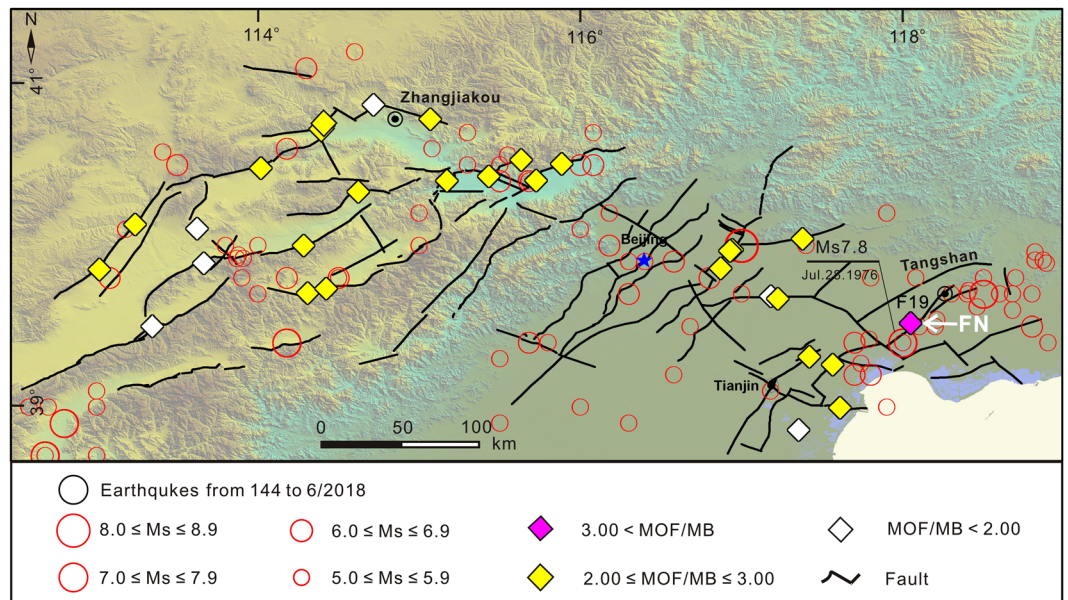 114°
116°
118°
N
41°
Zhangjiakou
Beijing
Ms7.8
Jul.28.1976
Tangshan
F19
FN
Tianjin
39°
0 50 100
km
Earthqukes from 144 to 6/2018
8.0 ≤ Ms ≤ 8.9
6.0 ≤ Ms ≤ 6.9
3.00 < MOF/MB
MOF/MB < 2.00
7.0 ≤ Ms ≤ 7.9
5.0 ≤ Ms ≤ 5.9
2.00 ≤ MOF/MB ≤ 3.00
Fault